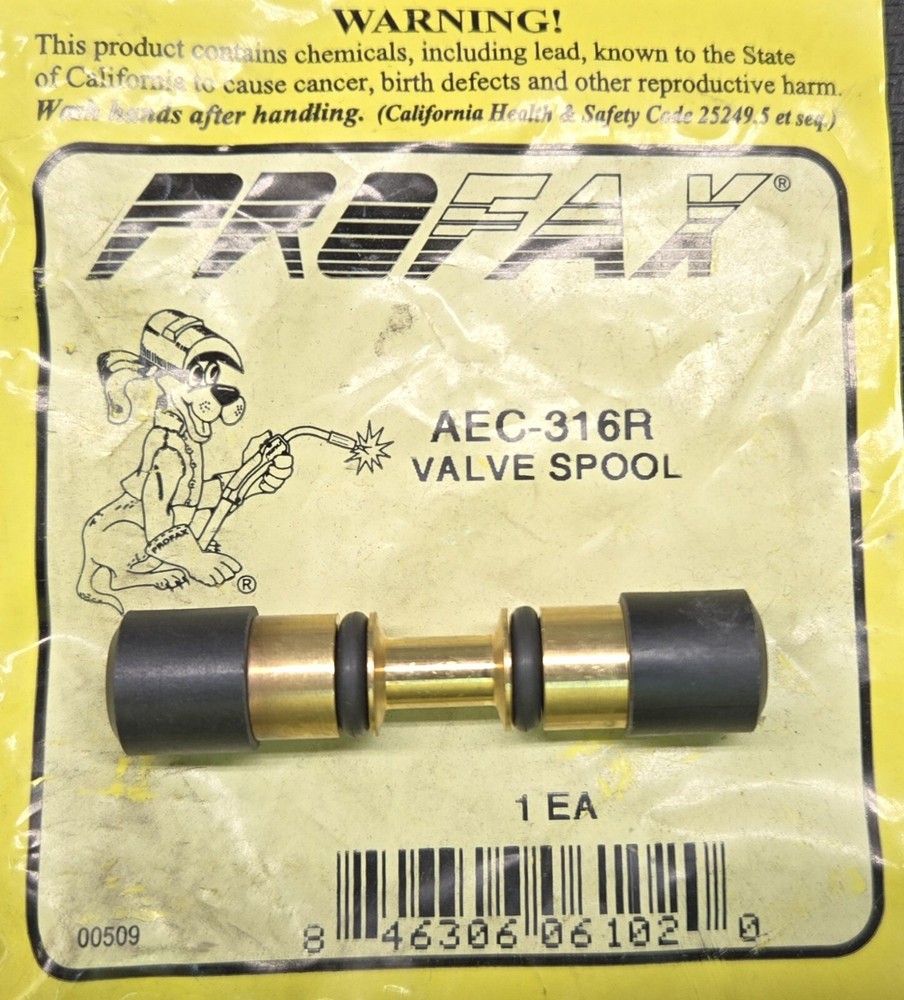 WARNING!
This product contains chemicals, including lead, known to the State
of California to cause cancer, birth defects and other reproductive harm.
Wash hands after handling. (California Health & Safety Code 25249.5 et seq.)
PROFAX®
AEC-316R
VALVE SPOOL
PROFAX
®
1 EA
00509
8 46306 06102 0